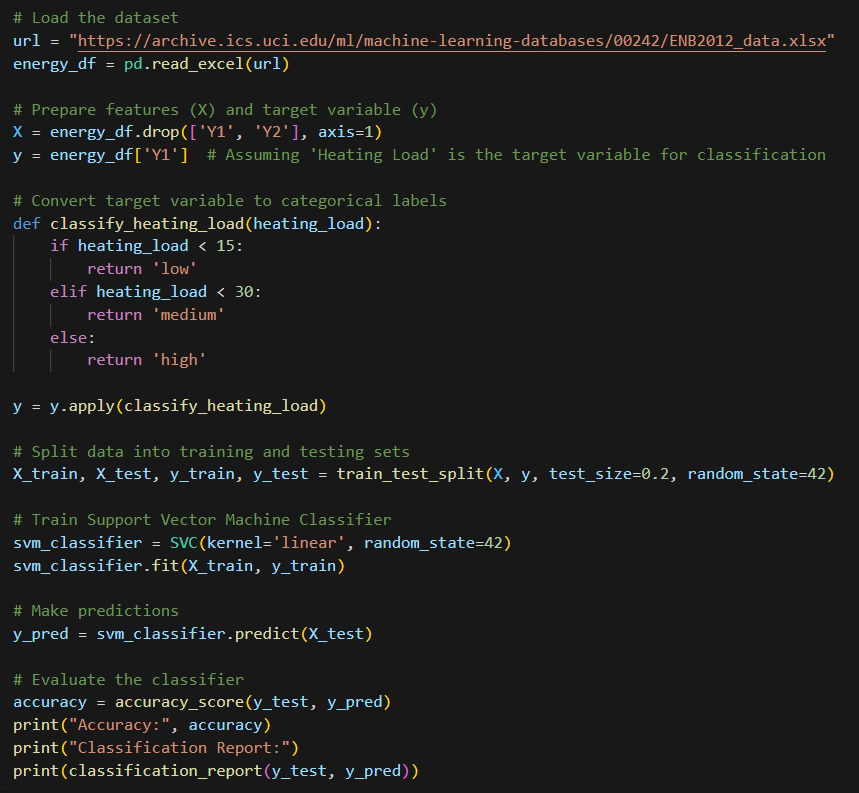 # Load the dataset
url = "https://archive.ics.uci.edu/ml/machine-learning-databases/00242/ENB2012_data.xlsx"
energy_df = pd.read_excel(url)

# Prepare features (X) and target variable (y)
X = energy_df.drop(['Y1', 'Y2'], axis=1)
y = energy_df['Y1']  # Assuming 'Heating Load' is the target variable for classification

# Convert target variable to categorical labels
def classify_heating_load(heating_load):
    if heating_load < 15:
        return 'low'
    elif heating_load < 30:
        return 'medium'
    else:
        return 'high'

y = y.apply(classify_heating_load)

# Split data into training and testing sets
X_train, X_test, y_train, y_test = train_test_split(X, y, test_size=0.2, random_state=42)

# Train Support Vector Machine Classifier
svm_classifier = SVC(kernel='linear', random_state=42)
svm_classifier.fit(X_train, y_train)

# Make predictions
y_pred = svm_classifier.predict(X_test)

# Evaluate the classifier
accuracy = accuracy_score(y_test, y_pred)
print("Accuracy:", accuracy)
print("Classification Report:")
print(classification_report(y_test, y_pred))